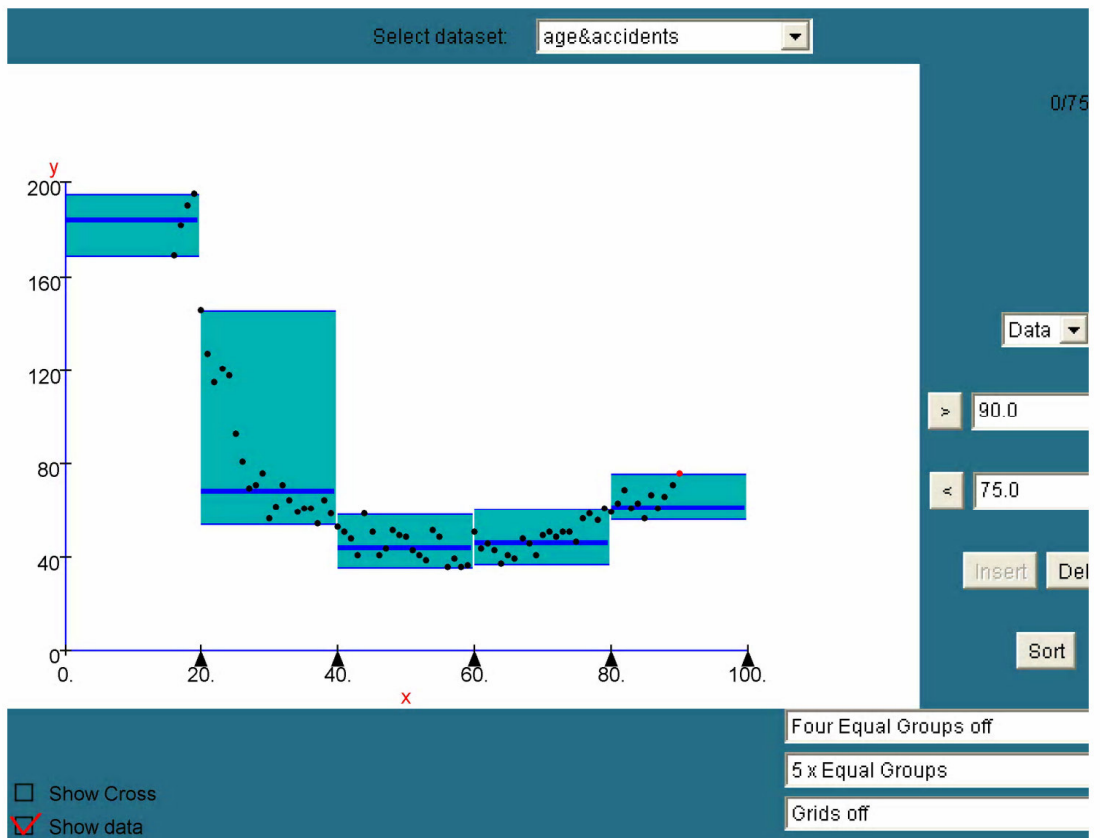 Select dataset: age&accidents
0/75
y
200
160
120
80
40
0
0. 20. 40. 60. 80. 100.
x
Data
> 90.0
< 75.0
Insert Del
Sort
Four Equal Groups off
5 x Equal Groups
Grids off
Show Cross
Show data